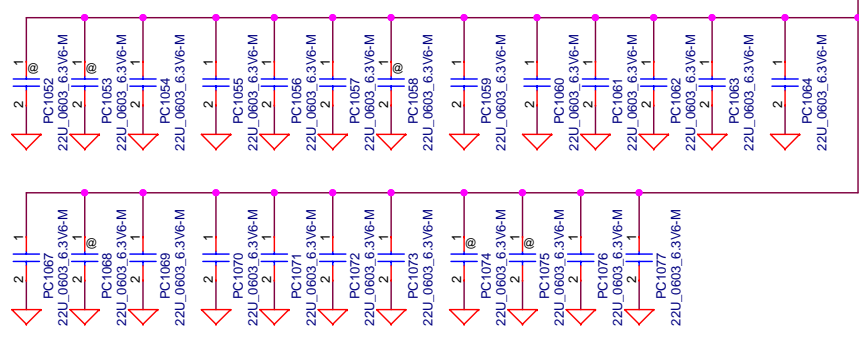 1 @ 2 PC1052 22U_0603_6.3V6-M
1 @ 2 PC1053 22U_0603_6.3V6-M
1 2 PC1054 22U_0603_6.3V6-M
1 2 PC1055 22U_0603_6.3V6-M
1 2 PC1056 22U_0603_6.3V6-M
1 2 PC1057 22U_0603_6.3V6-M
1 @ 2 PC1058 22U_0603_6.3V6-M
1 2 PC1059 22U_0603_6.3V6-M
1 2 PC1060 22U_0603_6.3V6-M
1 2 PC1061 22U_0603_6.3V6-M
1 2 PC1062 22U_0603_6.3V6-M
1 2 PC1063 22U_0603_6.3V6-M
1 2 PC1064 22U_0603_6.3V6-M
1 2 PC1067 22U_0603_6.3V6-M
1 @ 2 PC1068 22U_0603_6.3V6-M
1 2 PC1069 22U_0603_6.3V6-M
1 2 PC1070 22U_0603_6.3V6-M
1 2 PC1071 22U_0603_6.3V6-M
1 2 PC1072 22U_0603_6.3V6-M
1 2 PC1073 22U_0603_6.3V6-M
1 @ 2 PC1074 22U_0603_6.3V6-M
1 @ 2 PC1075 22U_0603_6.3V6-M
1 2 PC1076 22U_0603_6.3V6-M
1 2 PC1077 22U_0603_6.3V6-M